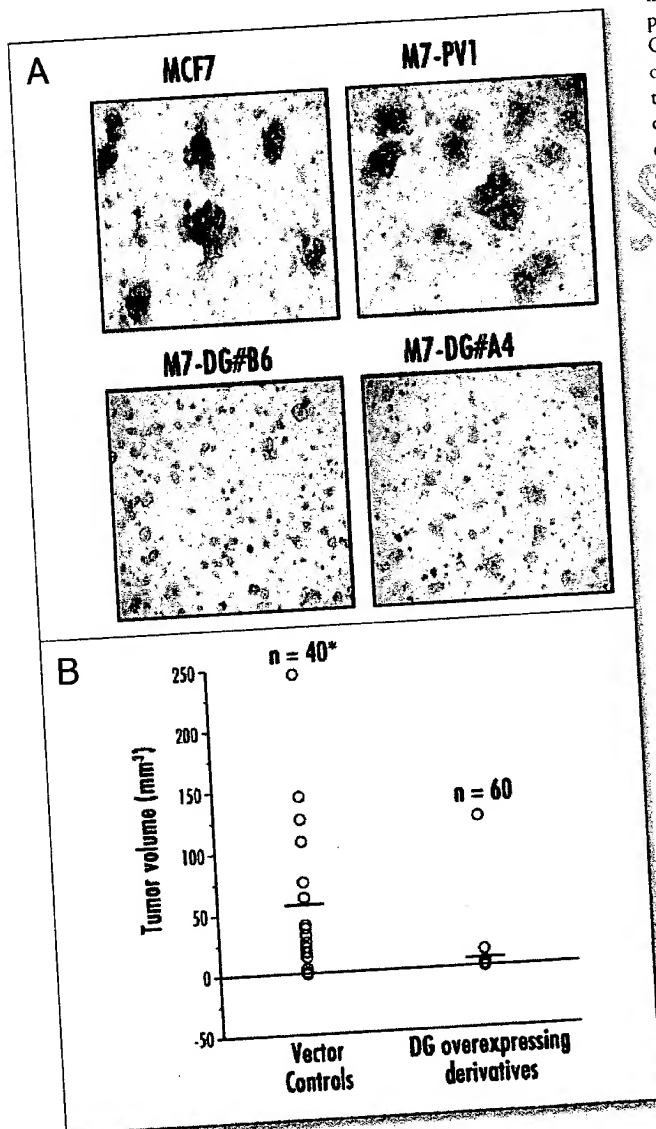 A
MCF7
M7-PV1
M7-DG#B6
M7-DG#A4
B
n = 40*
n = 60
250
200
150
100
50
0
-50
Tumor volume (mm³)
Vector
Controls
DG overexpressing
derivatives